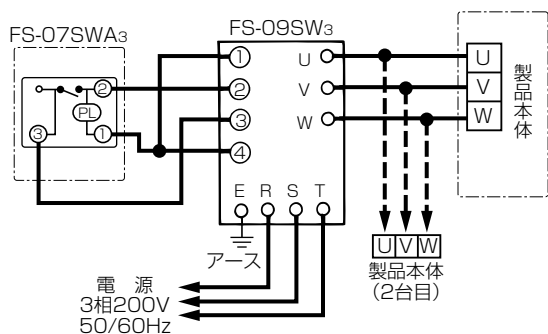 FS-07SWA3
FS-09SW3
② PL ① ③
① ② ③ ④
U
V
W
E R S T
アース
U
V
W
製品本体
U V W
製品本体
(2台目)
電 源
3相200V
50/60Hz